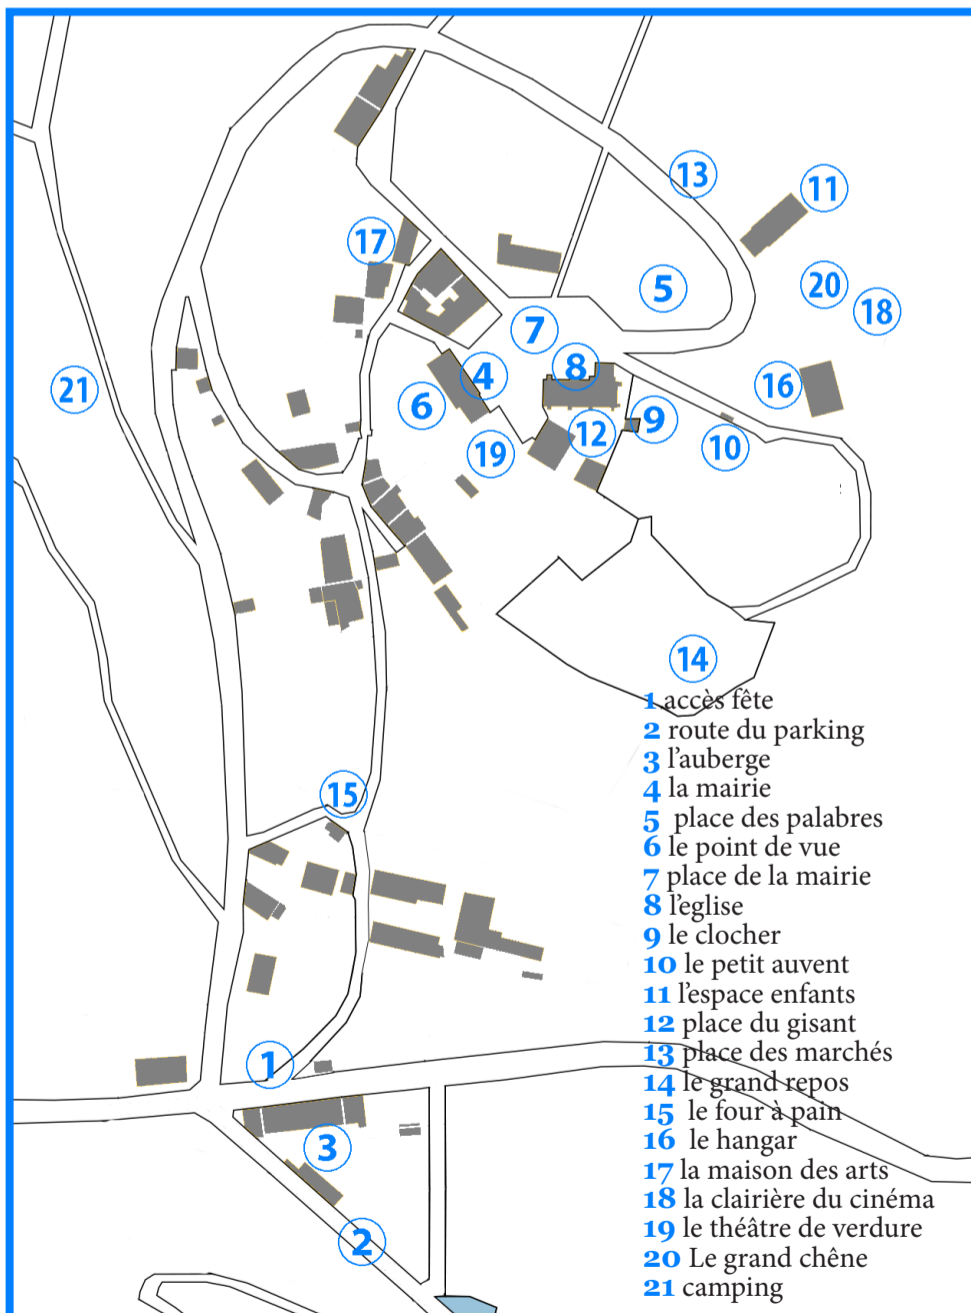 13
11
17
20
5
18
7
8
4
16
21
6
9
12
10
19
14
1 accès fête
2 route du parking
3 l'auberge
4 la mairie
5 place des palabres
15
6 le point de vue
7 place de la mairie
8 l'eglise
9 le clocher
10 le petit auvent
11 l'espace enfants
12 place du gisant
1
13 place des marchés
14 le grand repos
15 le four à pain
3
16 le hangar
17 la maison des arts
18 la clairière du cinéma
19 le théâtre de verdure
2
20 Le grand chêne
21 camping